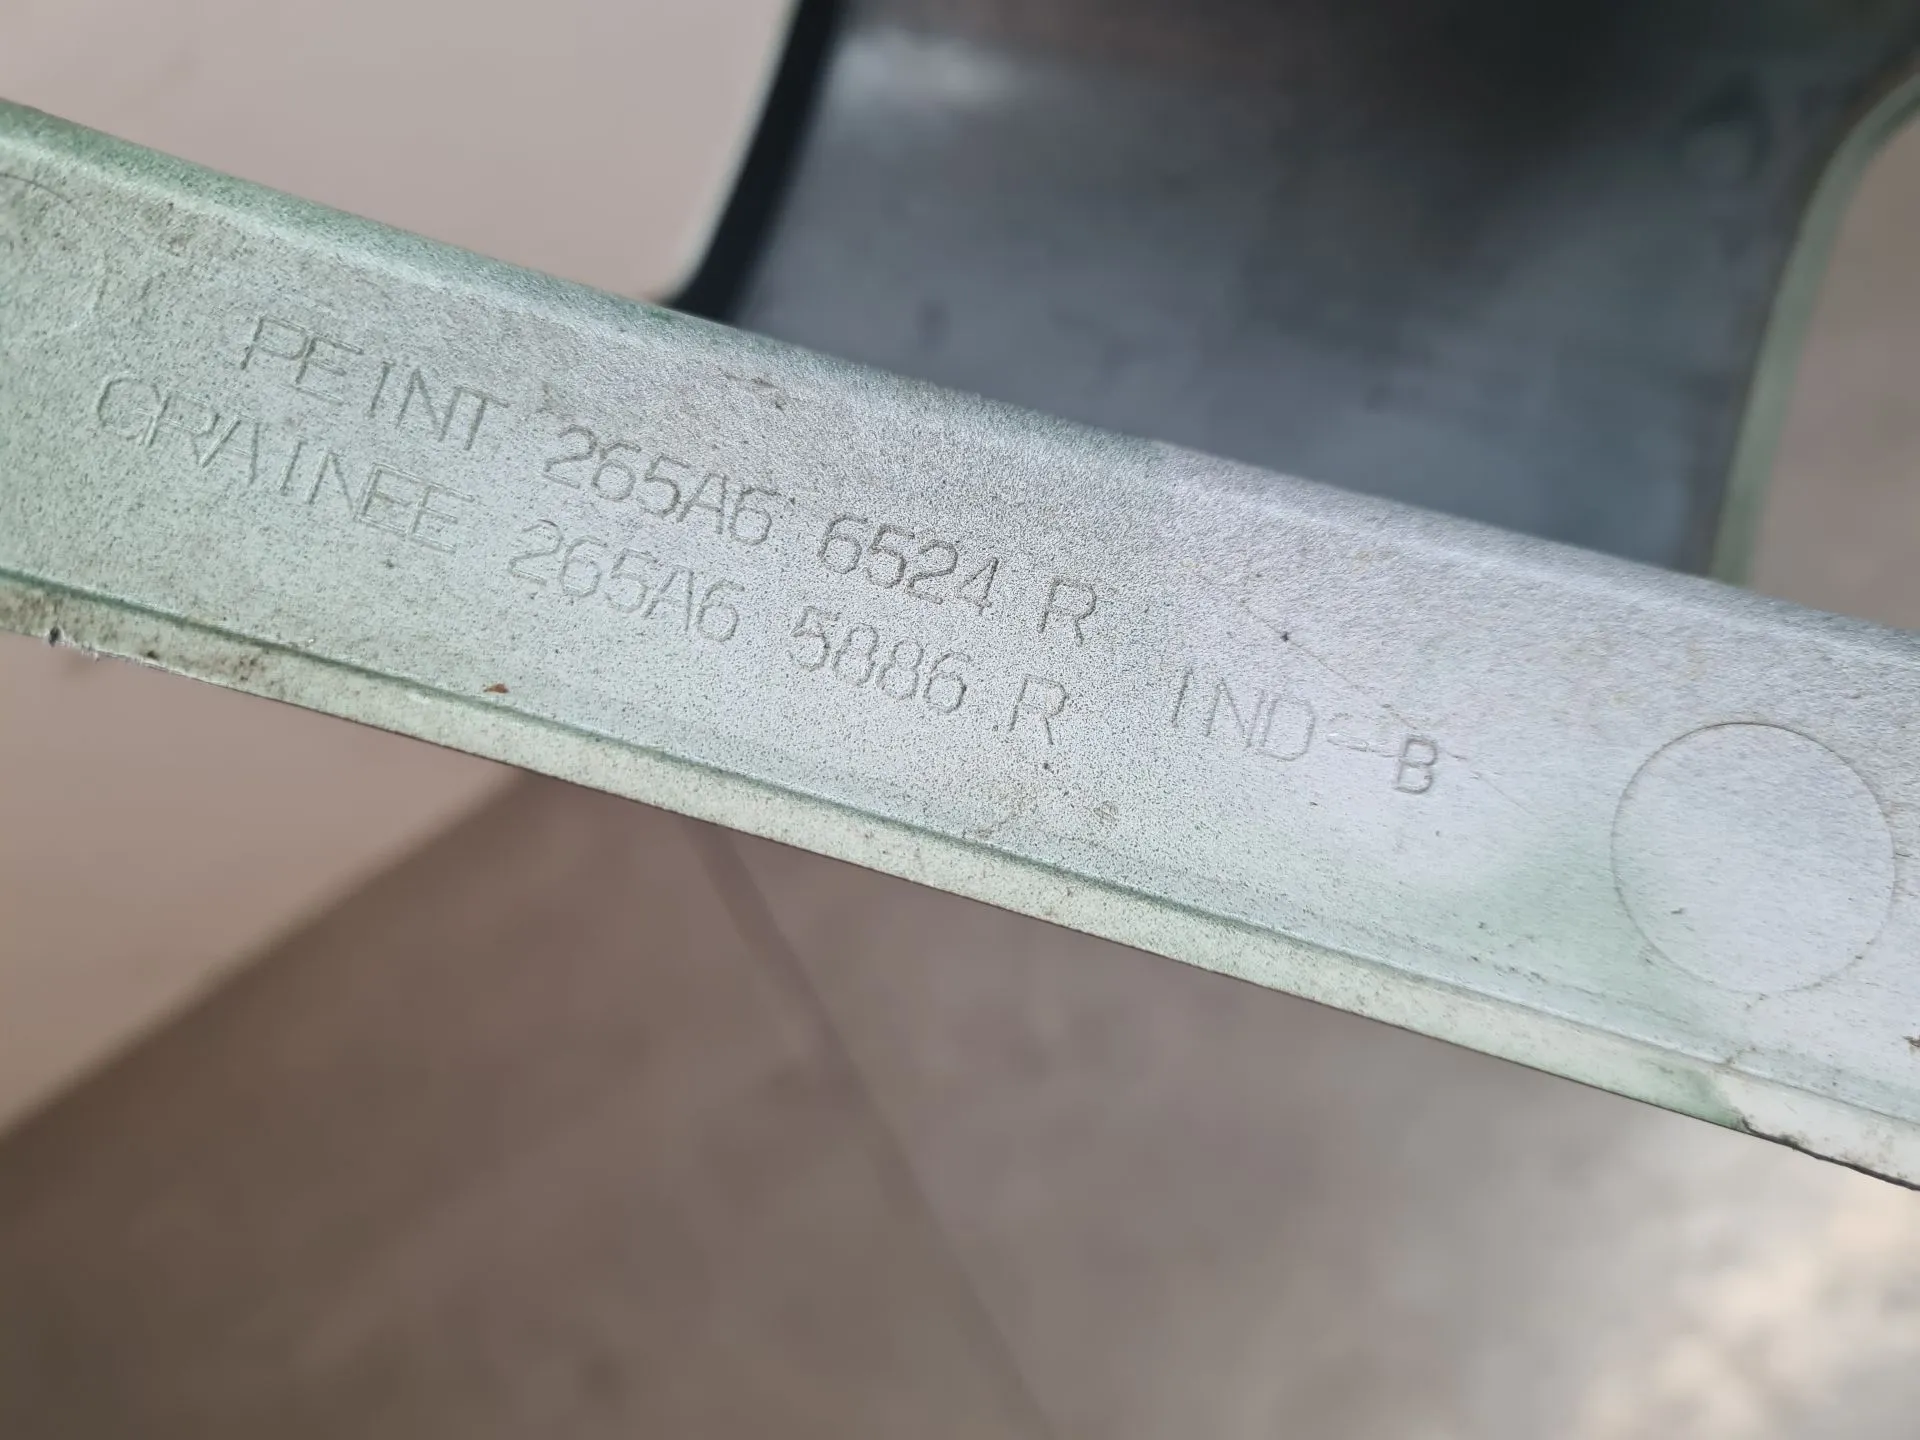 PEINT 265A6 6524 R
GRAINEE 265A6 5886 R
IND-B